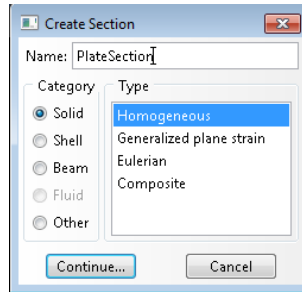 Create Section
Name: PlateSection
Category
Type
Solid
Shell
Beam
Fluid
Other
Homogeneous
Generalized plane strain
Eulerian
Composite
Continue...
Cancel